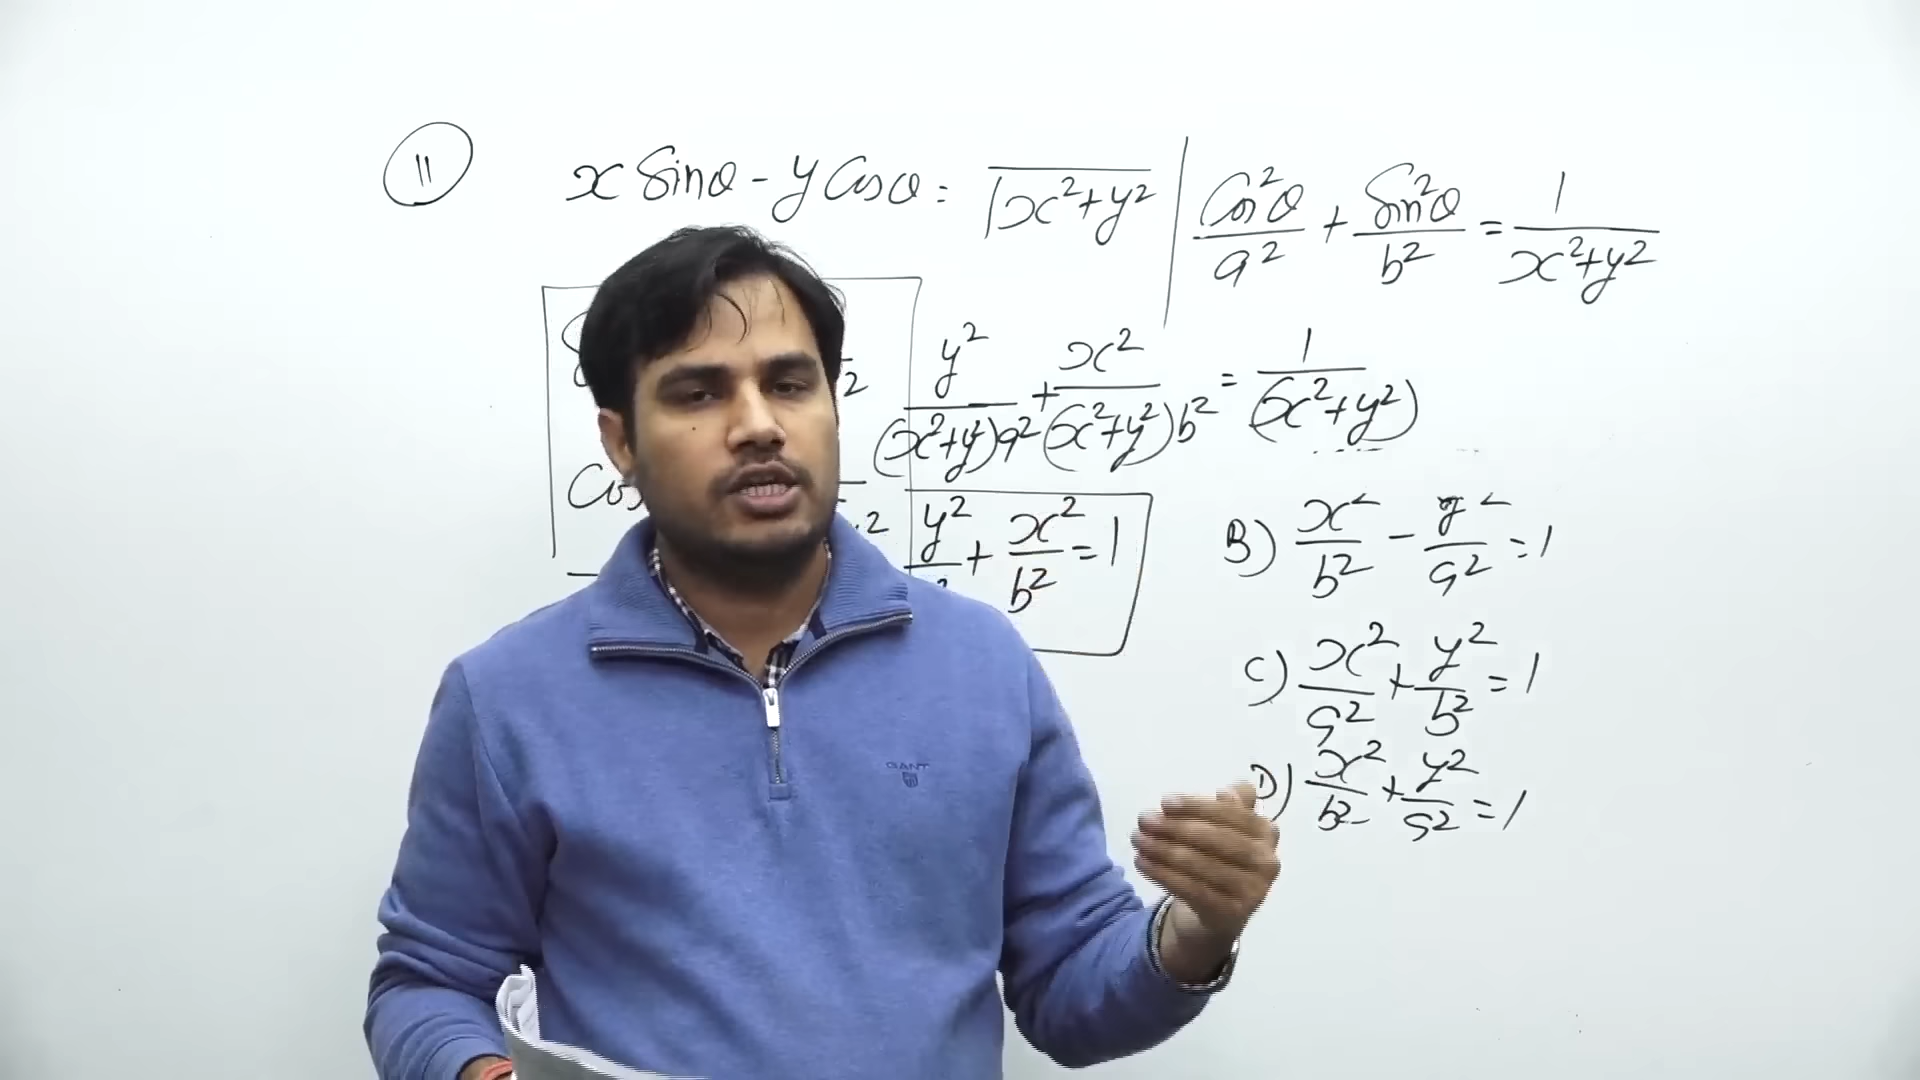 11
x Sinθ - y Cosθ = √x²+y² | Cos²θ/a² + Sin²θ/b² = 1/x²+y²
y²/(x²+y²)a² + x²/(x²+y²)b² = 1/(x²+y²)
Cos
y² + x²/b² = 1
B) x²/b² - y²/a² = 1
C) x²/a² + y²/b² = 1
D) x²/b² + y²/a² = 1
GANT